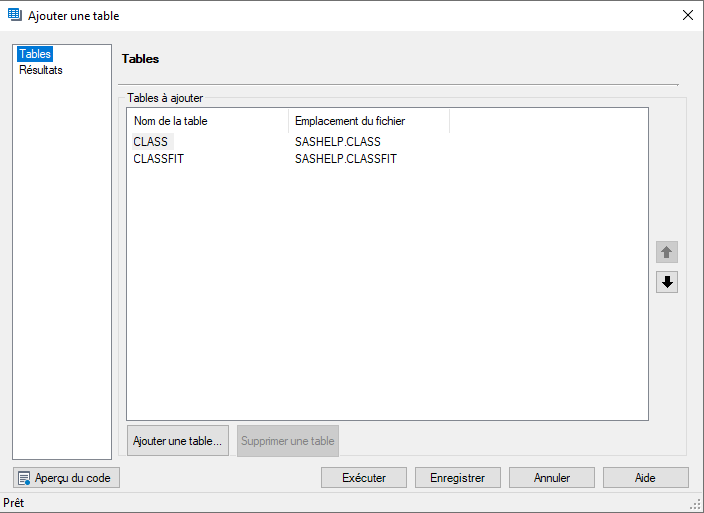 Ajouter une table
Tables
Résultats
Tables
Tables à ajouter
Nom de la table Emplacement du fichier
CLASS SASHELP.CLASS
CLASSFIT SASHELP.CLASSFIT
Ajouter une table... Supprimer une table
Aperçu du code Exécuter Enregistrer Annuler Aide
Prêt